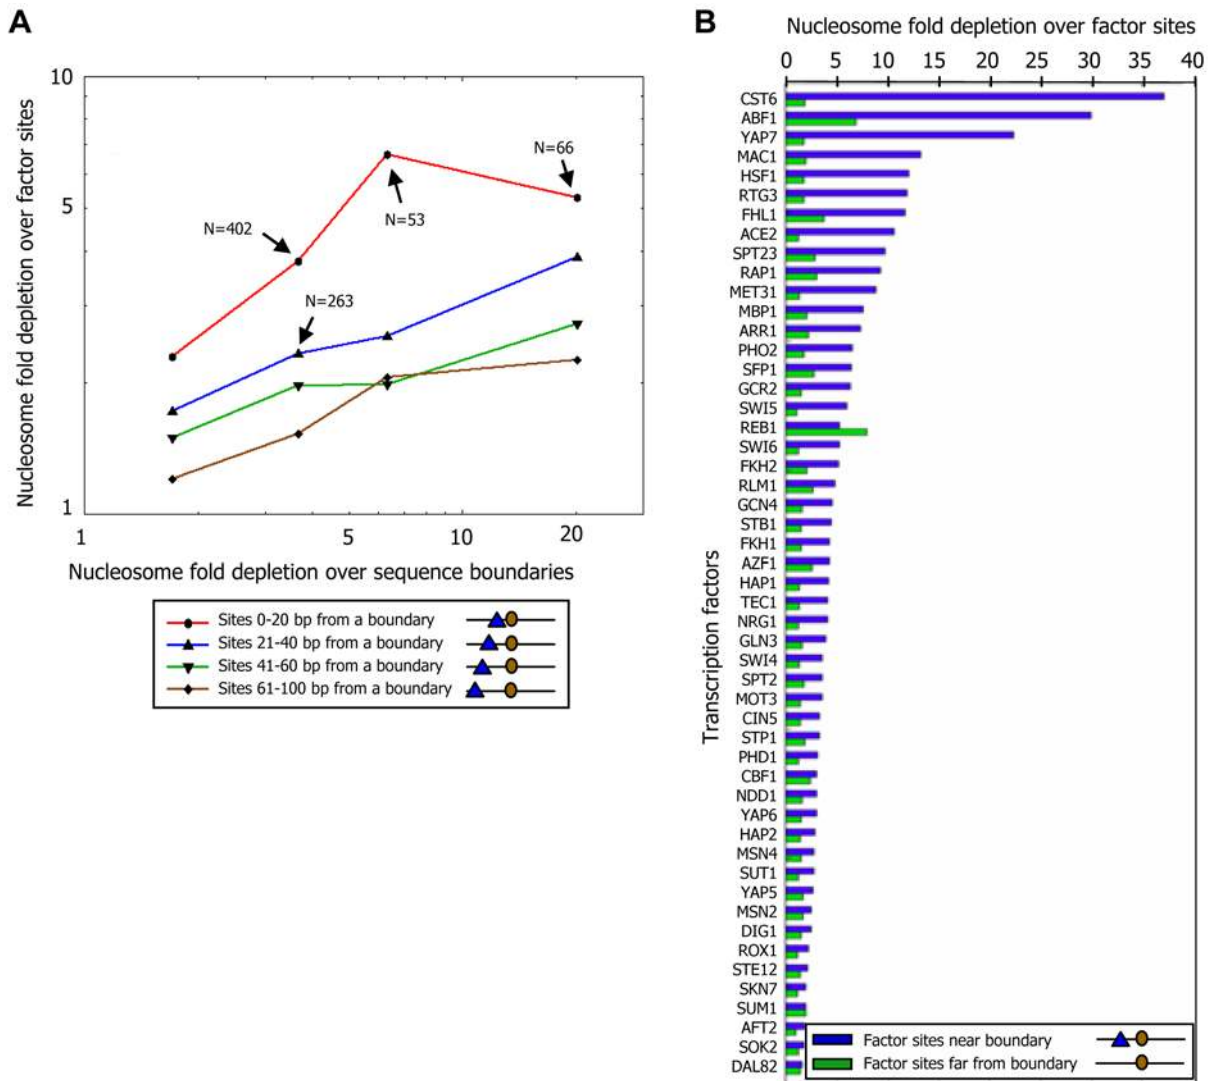 A
Nucleosome fold depletion over factor sites
10
5
1
1
5
10
20
N=402
N=263
N=53
N=66
Nucleosome fold depletion over sequence boundaries
Sites 0-20 bp from a boundary
Sites 21-40 bp from a boundary
Sites 41-60 bp from a boundary
Sites 61-100 bp from a boundary
B
Nucleosome fold depletion over factor sites
0 5 10 15 20 25 30 35 40
Transcription factors
CST6
ABF1
YAP7
MAC1
HSF1
RTG3
FHL1
ACE2
SPT23
RAP1
MET31
MBP1
ARR1
PHO2
SFP1
GCR2
SWI5
REB1
SWI6
FKH2
RLM1
GCN4
STB1
FKH1
AZF1
HAP1
TEC1
NRG1
GLN3
SWI4
SPT2
MOT3
CIN5
STP1
PHD1
CBF1
NDD1
YAP6
HAP2
MSN4
SUT1
YAP5
MSN2
DIG1
ROX1
STE12
SKN7
SUM1
AFT2
SOK2
DAL82
Factor sites near boundary
Factor sites far from boundary